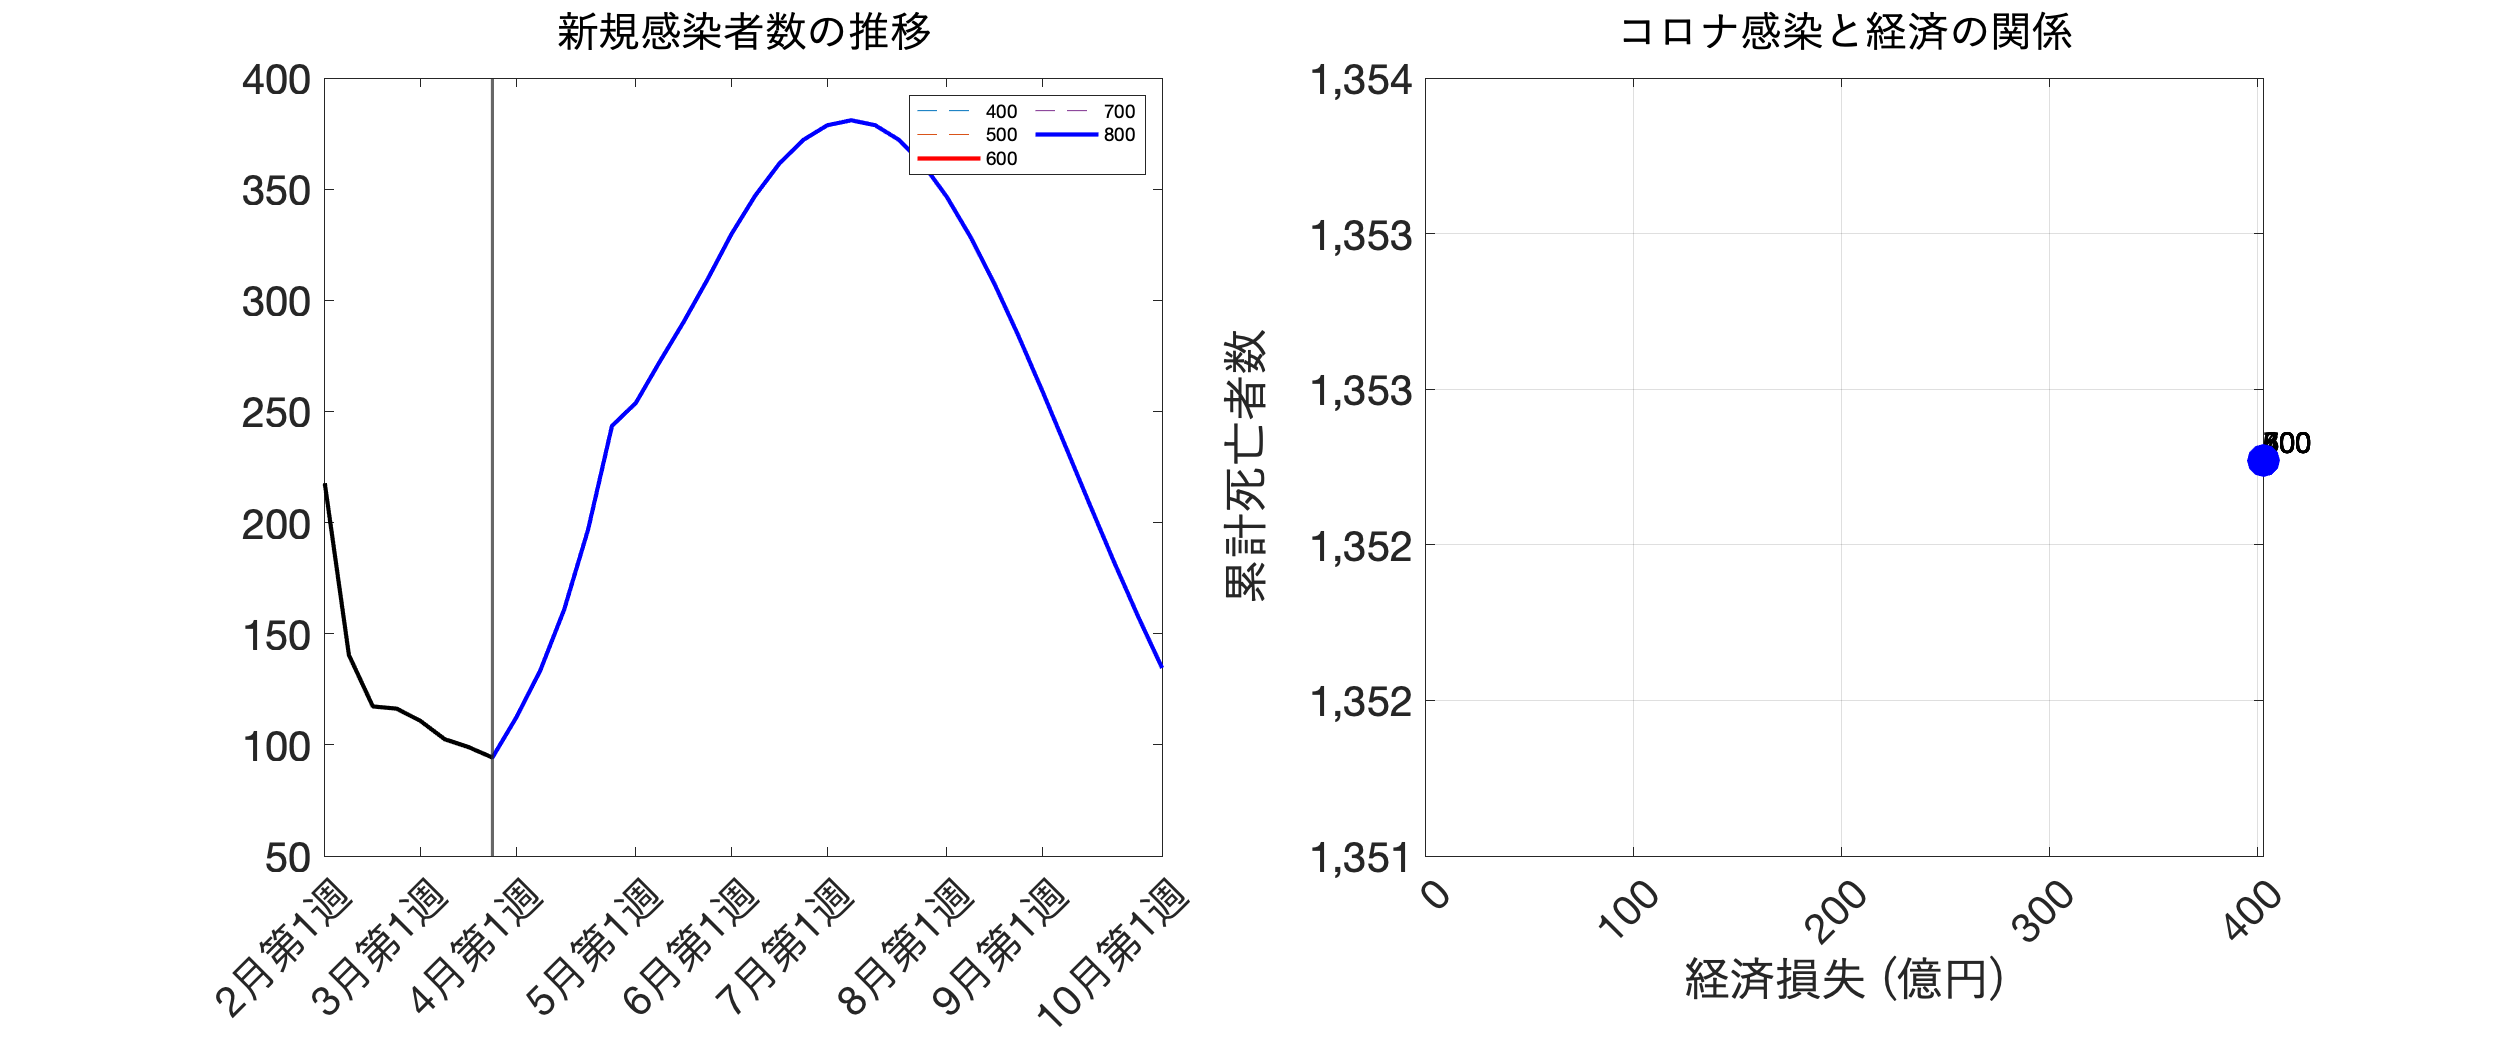 新規感染者数の推移
400
350
300
250
200
150
100
50
400
500
600
700
800
2月第1週
3月第1週
4月第1週
5月第1週
6月第1週
7月第1週
8月第1週
9月第1週
10月第1週
コロナ感染と経済の関係
累計死亡者数
1,354
1,353
1,353
1,352
1,352
1,351
0
100
200
300
400
経済損失 (億円)